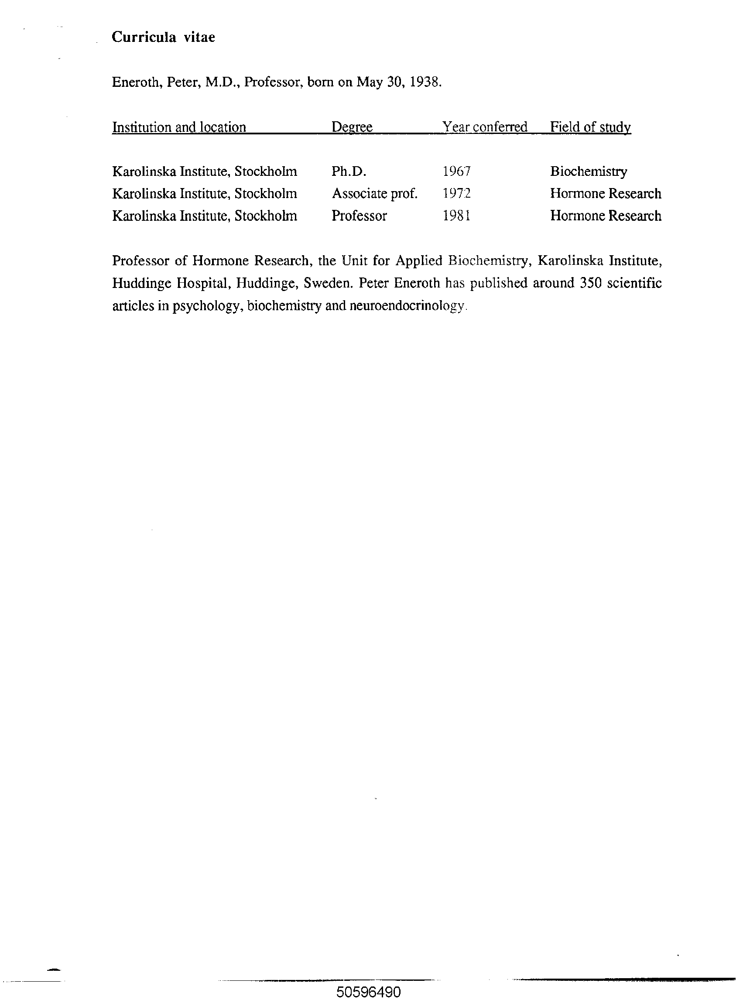 Curricula vitae
Eneroth, Peter, M.D., Professor, born on May 30, 1938.
Institution and location Degree Year conferred Field of study
Karolinska Institute, Stockholm Ph.D. 1967 Biochemistry
Karolinska Institute, Stockholm Associate prof. 1972 Hormone Research
Karolinska Institute, Stockholm Professor 1981 Hormone Research
Professor of Hormone Research, the Unit for Applied Biochemistry, Karolinska Institute,
Huddinge Hospital, Huddinge, Sweden. Peter Eneroth has published around 350 scientific
articles in psychology, biochemistry and neuroendocrinology.
50596490